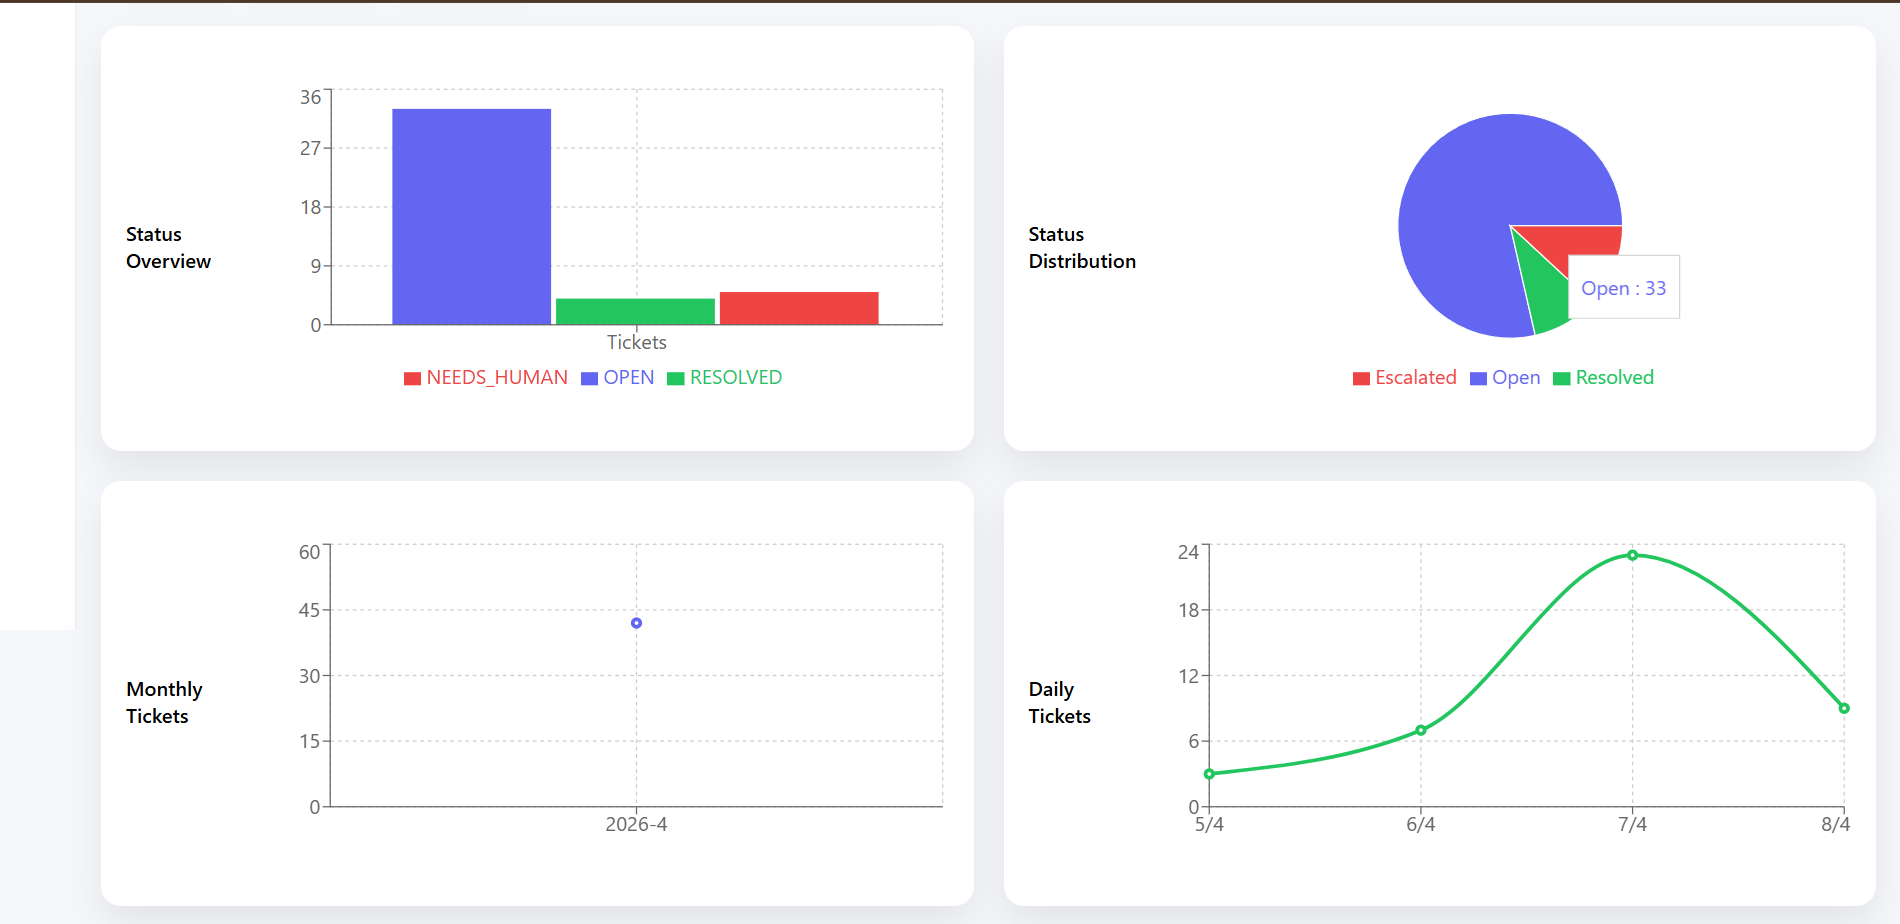 Status
Overview
36
27
18
9
0
Tickets
NEEDS_HUMAN OPEN RESOLVED
Status
Distribution
Open : 33
Escalated Open Resolved
Monthly
Tickets
60
45
30
15
0
2026-4
Daily
Tickets
24
18
12
6
0
5/4 6/4 7/4 8/4